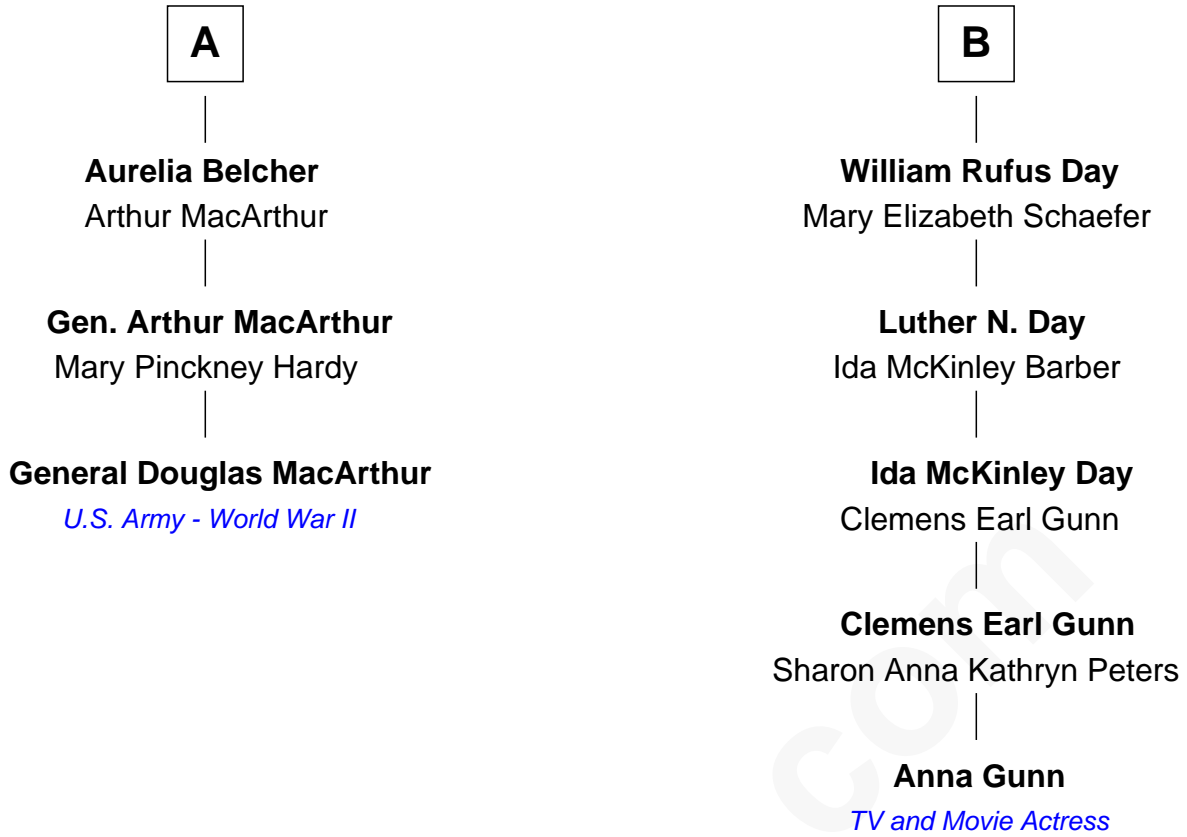 A
Aurelia Belcher
Arthur MacArthur
Gen. Arthur MacArthur
Mary Pinckney Hardy
General Douglas MacArthur
U.S. Army - World War II
B
William Rufus Day
Mary Elizabeth Schaefer
Luther N. Day
Ida McKinley Barber
Ida McKinley Day
Clemens Earl Gunn
Clemens Earl Gunn
Sharon Anna Kathryn Peters
Anna Gunn
TV and Movie Actress
com